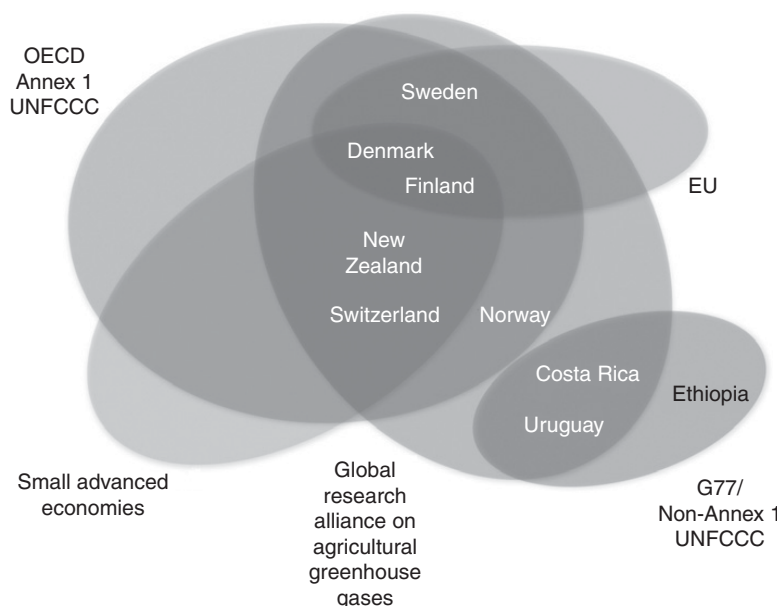 OECD
Annex 1
UNFCCC
Sweden
Denmark
Finland
EU
New
Zealand
Switzerland
Norway
Costa Rica
Ethiopia
Uruguay
Small advanced
economies
Global
research
alliance on
agricultural
greenhouse
gases
G77/
Non-Annex 1
UNFCCC